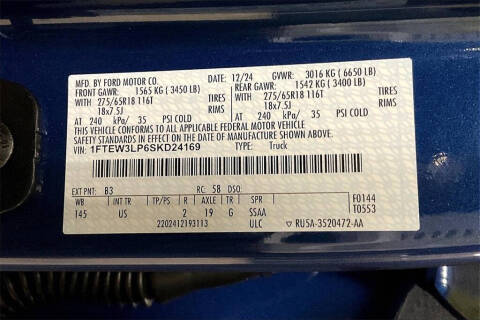 MFD. BY FORD MOTOR CO.
DATE: 12/24 GVWR: 3016 KG ( 6650 LB)
FRONT GAWR: 1565 KG ( 3450 LB) REAR GAWR: 1542 KG ( 3400 LB)
WITH 275/65R18 116T TIRES WITH 275/65R18 116T TIRES
18x7.5J RIMS 18x7.5J RIMS
AT 240 kPa/ 35 PSI COLD AT 240 kPa/ 35 PSI COLD
THIS VEHICLE CONFORMS TO ALL APPLICABLE FEDERAL MOTOR VEHICLE
SAFETY STANDARDS IN EFFECT ON THE DATE OF MANUFACTURE SHOWN ABOVE.
VIN: 1FTEW3LP6SKD24169 TYPE: Truck
EXT PNT: B3 RC: 58 DSO:
WB INT TR TP/PS R AXLE TR SPR F0144
145 US 2 19 G SSAA T0553
2202412193113 ULC RU5A-3520472-AA